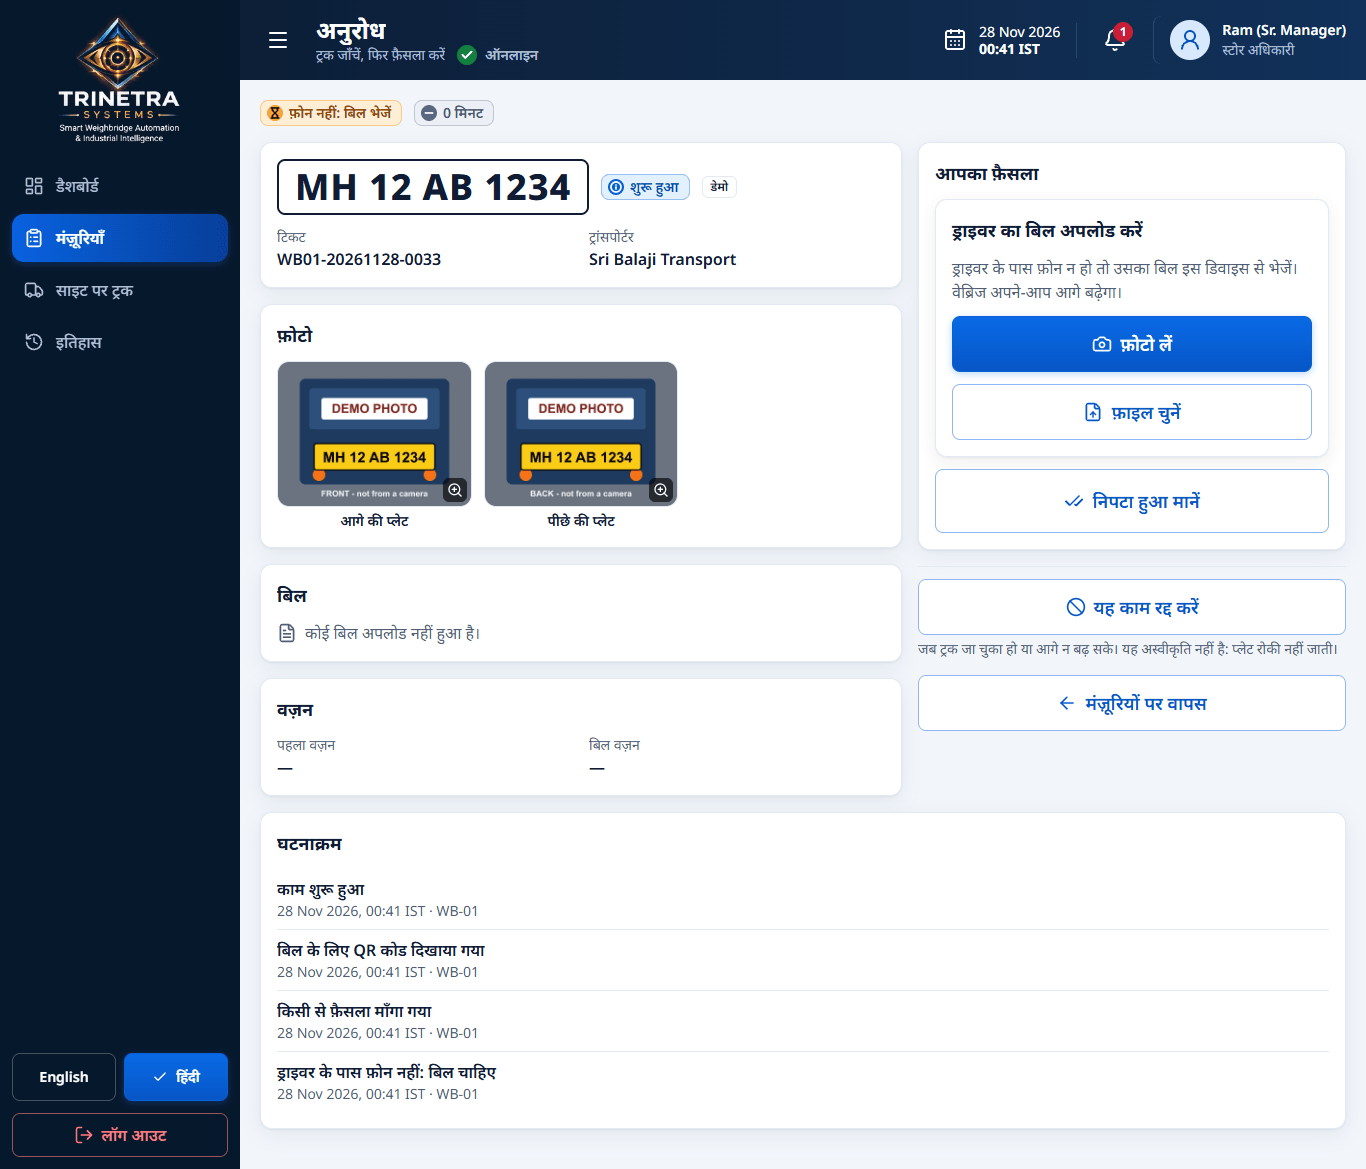 TRINETRA
SYSTEMS
Smart Weighbridge Automation
& Industrial Intelligence
डैशबोर्ड
मंज़ूरियाँ
साइट पर ट्रक
इतिहास
English
हिंदी
लॉग आउट
अनुरोध
ट्रक जाँचें, फिर फ़ैसला करें
ऑनलाइन
28 Nov 2026
00:41 IST
1
Ram (Sr. Manager)
स्टोर अधिकारी
फ़ोन नहीं: बिल भेजें
0 मिनट
MH 12 AB 1234
शुरू हुआ
डेमो
टिकट
WB01-20261128-0033
ट्रांसपोर्टर
Sri Balaji Transport
फ़ोटो
DEMO PHOTO
MH 12 AB 1234
FRONT - not from a camera
आगे की प्लेट
DEMO PHOTO
MH 12 AB 1234
BACK - not from a camera
पीछे की प्लेट
बिल
कोई बिल अपलोड नहीं हुआ है।
वज़न
पहला वज़न
—
बिल वज़न
—
आपका फ़ैसला
ड्राइवर का बिल अपलोड करें
ड्राइवर के पास फ़ोन न हो तो उसका बिल इस डिवाइस से भेजें।
वेब्रिज अपने-आप आगे बढ़ेगा।
फ़ोटो लें
फ़ाइल चुनें
निपटा हुआ मानें
यह काम रद्द करें
जब ट्रक जा चुका हो या आगे न बढ़ सके। यह अस्वीकृति नहीं है: प्लेट रोकी नहीं जाती।
मंज़ूरियों पर वापस
घटनाक्रम
काम शुरू हुआ
28 Nov 2026, 00:41 IST · WB-01
बिल के लिए QR कोड दिखाया गया
28 Nov 2026, 00:41 IST · WB-01
किसी से फ़ैसला माँगा गया
28 Nov 2026, 00:41 IST · WB-01
ड्राइवर के पास फ़ोन नहीं: बिल चाहिए
28 Nov 2026, 00:41 IST · WB-01